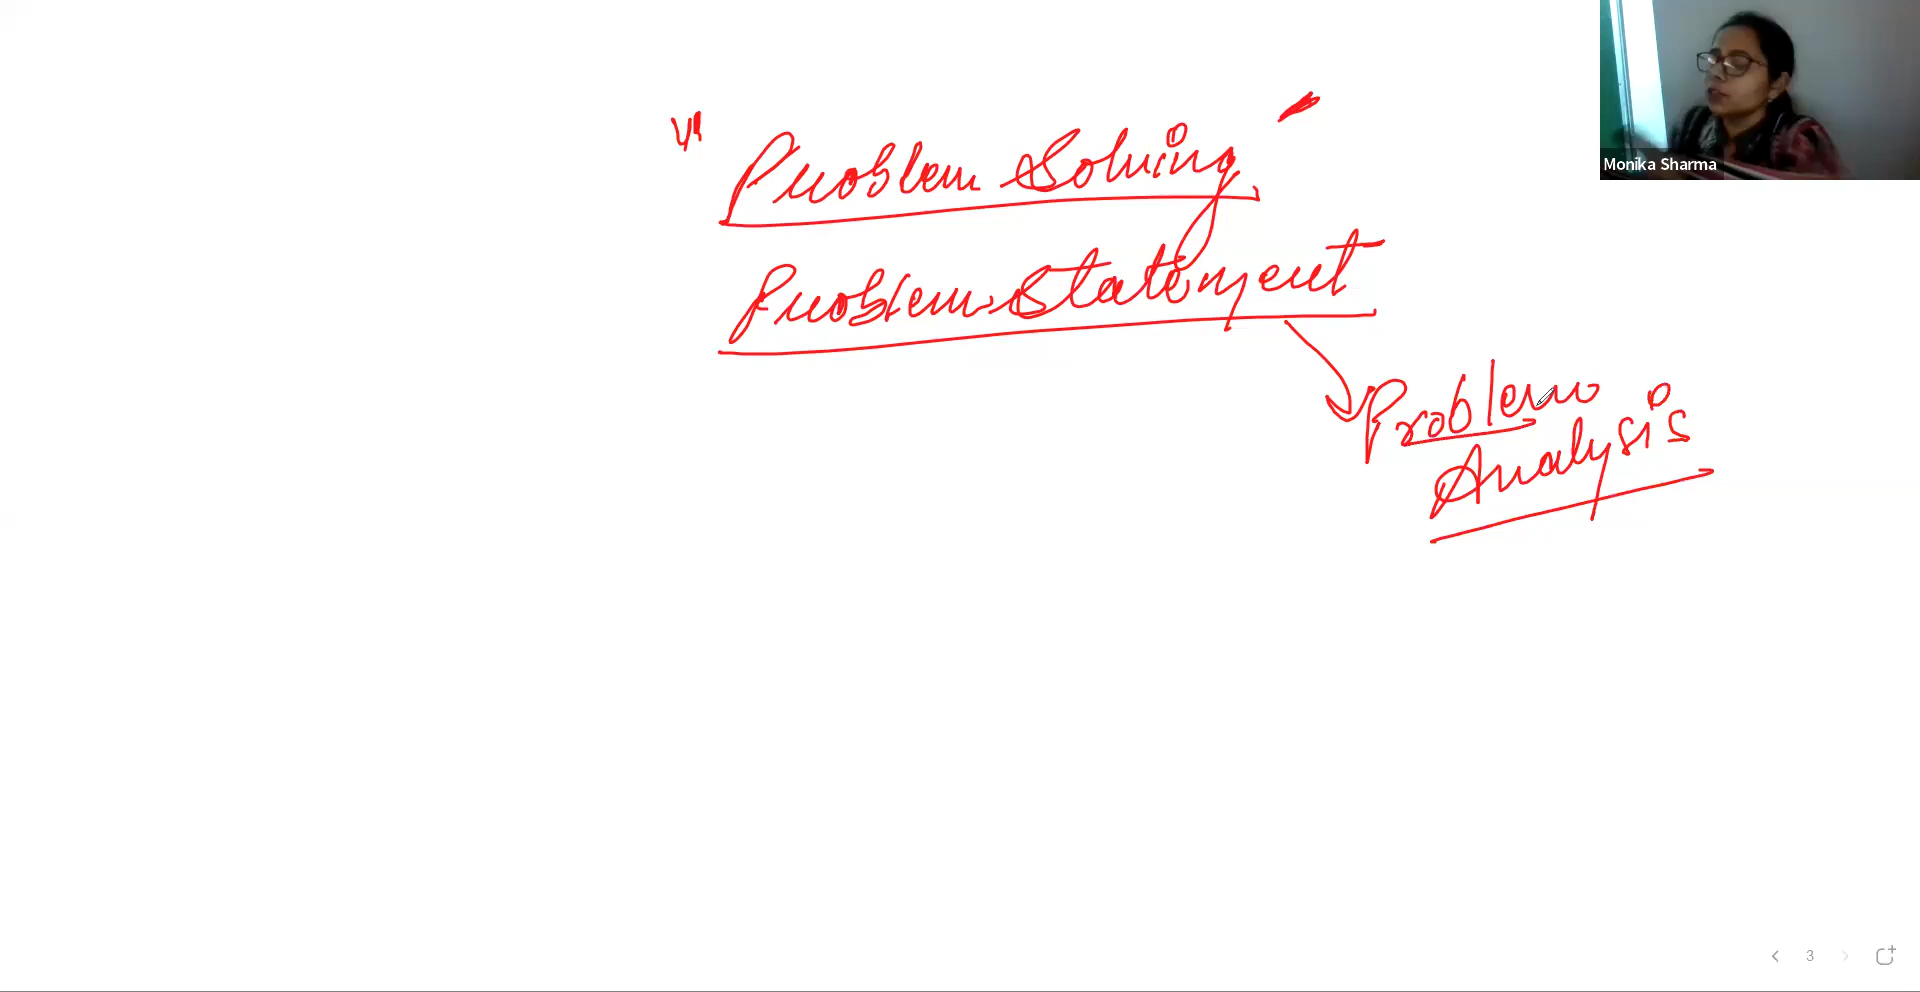 "Problem Solving"
Monika Sharma
Problem Statement
Problem
Analysis
3